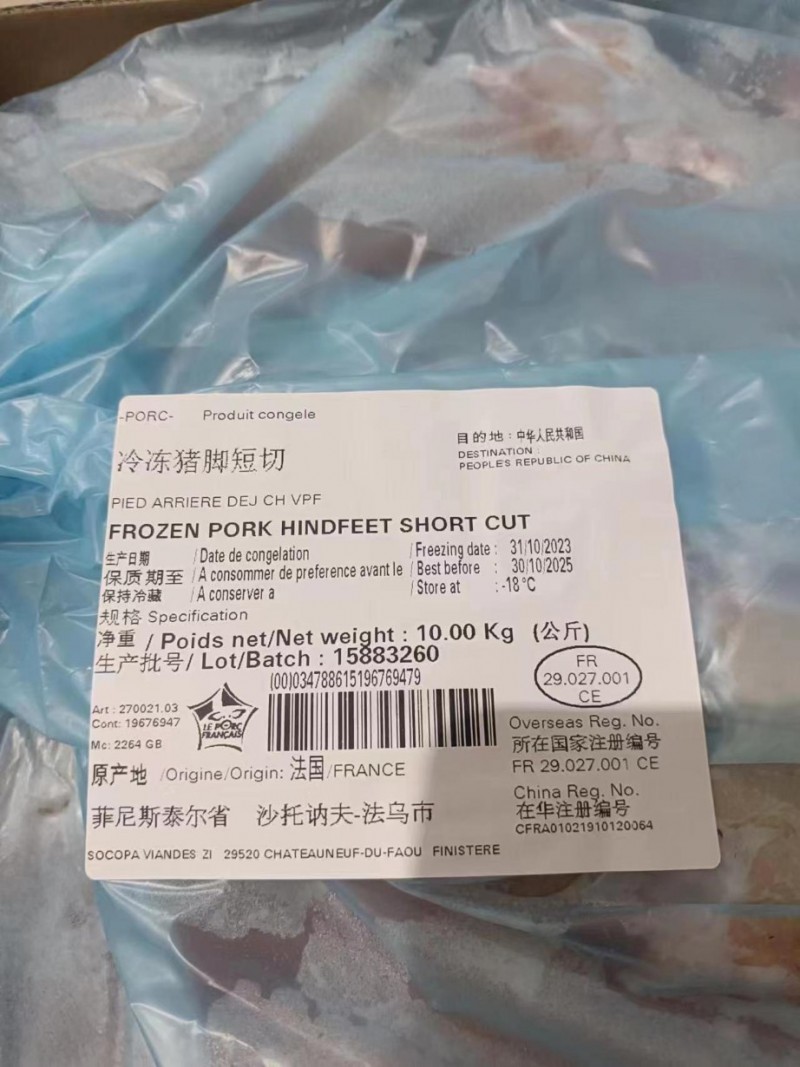 -PORC- Produit congele
目的地：中华人民共和国
DESTINATION :
PEOPLES REPUBLIC OF CHINA
冷冻猪脚短切
PIED ARRIERE DEJ CH VPF
FROZEN PORK HINDFEET SHORT CUT
生产日期 /Date de congelation /Freezing date : 31/10/2023
保质期至 /A consommer de preference avant le /Best before : 30/10/2025
保持冷藏 /A conserver a /Store at :-18°C
规格 Specification
净重 / Poids net/Net weight : 10.00 Kg (公斤)
生产批号/ Lot/Batch : 15883260
(00)034788615196769479
FR
29.027.001
CE
Art : 270021.03
Cont: 19676947
Mc: 2264 GB
LE PORC
FRANÇAIS
Overseas Reg. No.
所在国家注册编号
FR 29.027.001 CE
原产地 /Origine/Origin: 法国/FRANCE
China Reg. No.
在华注册编号
CFRA01021910120064
菲尼斯泰尔省 沙托讷夫-法乌市
SOCOPA VIANDES ZI 29520 CHATEAUNEUF-DU-FAOU FINISTERE